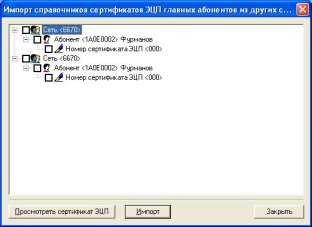 Импорт справочников сертификатов ЭЦП главных абонентов из других с...
Сеть <6670>
Абонент <1A0E0002> Фурманов
Номер сертификата ЭЦП <000>
Сеть <6670>
Абонент <1A0E0002> Фурманов
Номер сертификата ЭЦП <000>
Просмотреть сертификат ЭЦП Импорт Закрыть